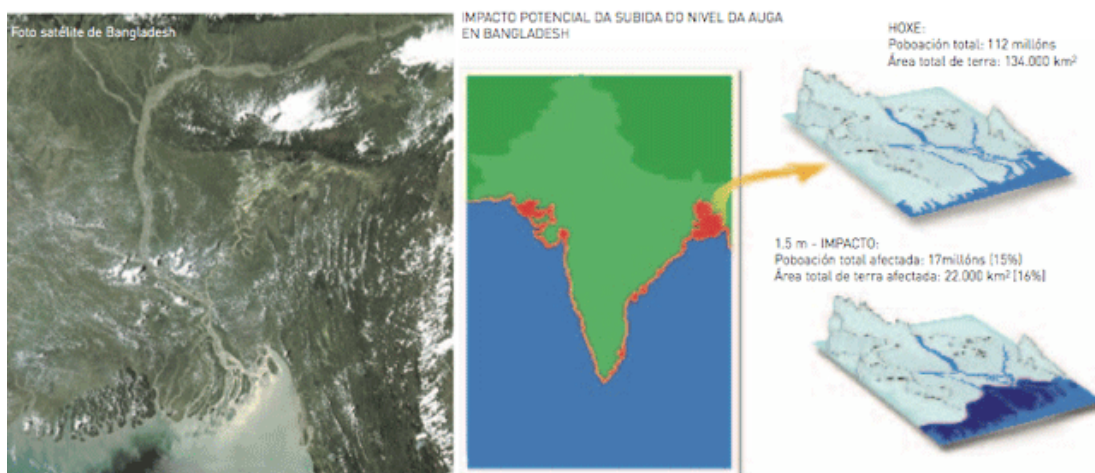 Foto satélite de Bangladesh
IMPACTO POTENCIAL DA SUBIDA DO NIVEL DA AUGA
EN BANGLADESH
HOXE:
Poboación total: 112 millóns
Área total de terra: 134.000 km²
1.5 m - IMPACTO:
Poboación total afectada: 17millóns (15%)
Área total de terra afectada: 22.000 km² (16%)